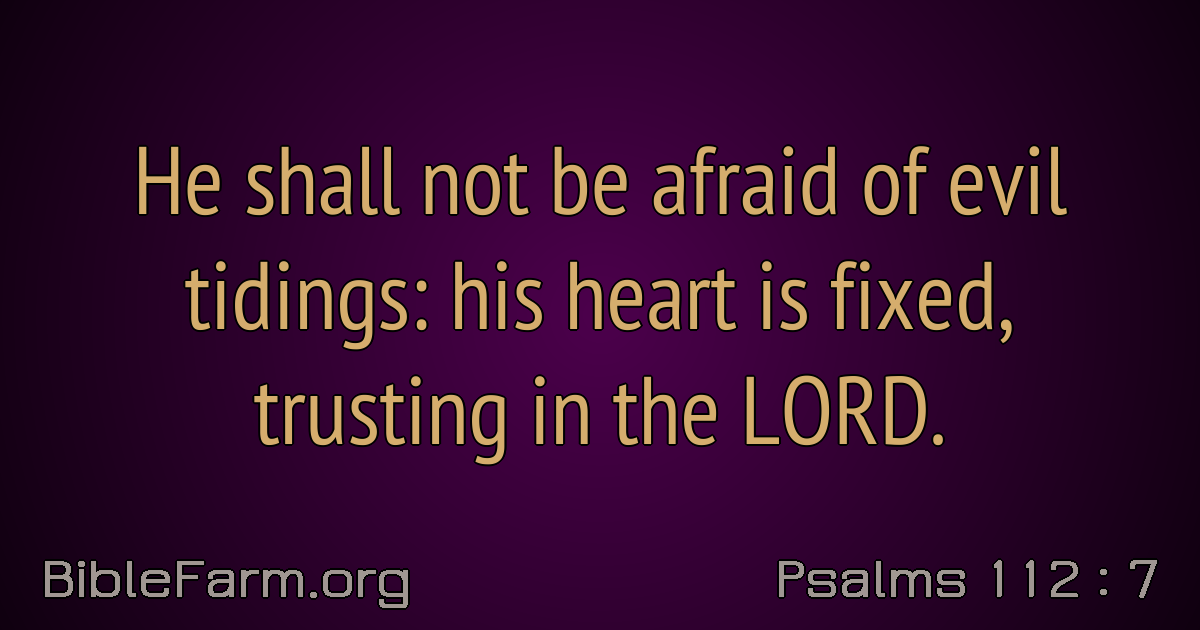 He shall not be afraid of evil
tidings: his heart is fixed,
trusting in the LORD.
BibleFarm.org
Psalms 112 : 7